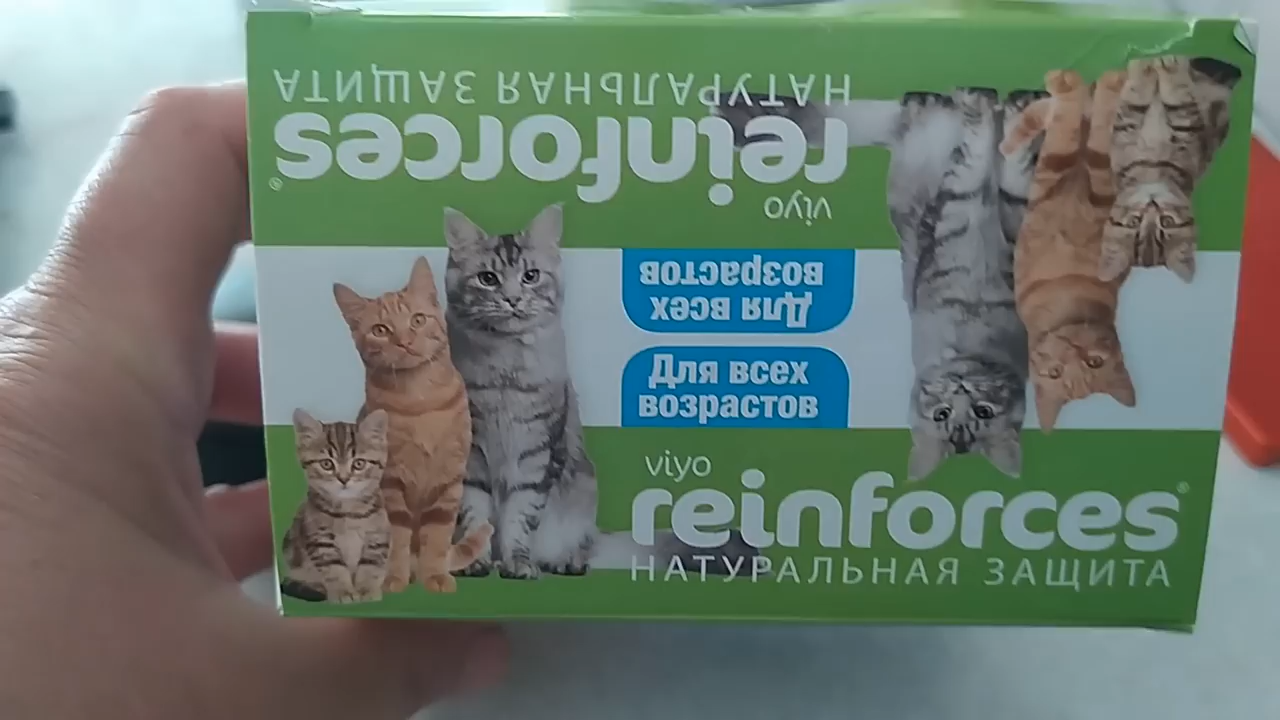 НАТУРАЛЬНАЯ ЗАЩИТА
reinforces®
viyo
Для всех
возрастов
Для всех
возрастов
viyo
reinforces®
НАТУРАЛЬНАЯ ЗАЩИТА